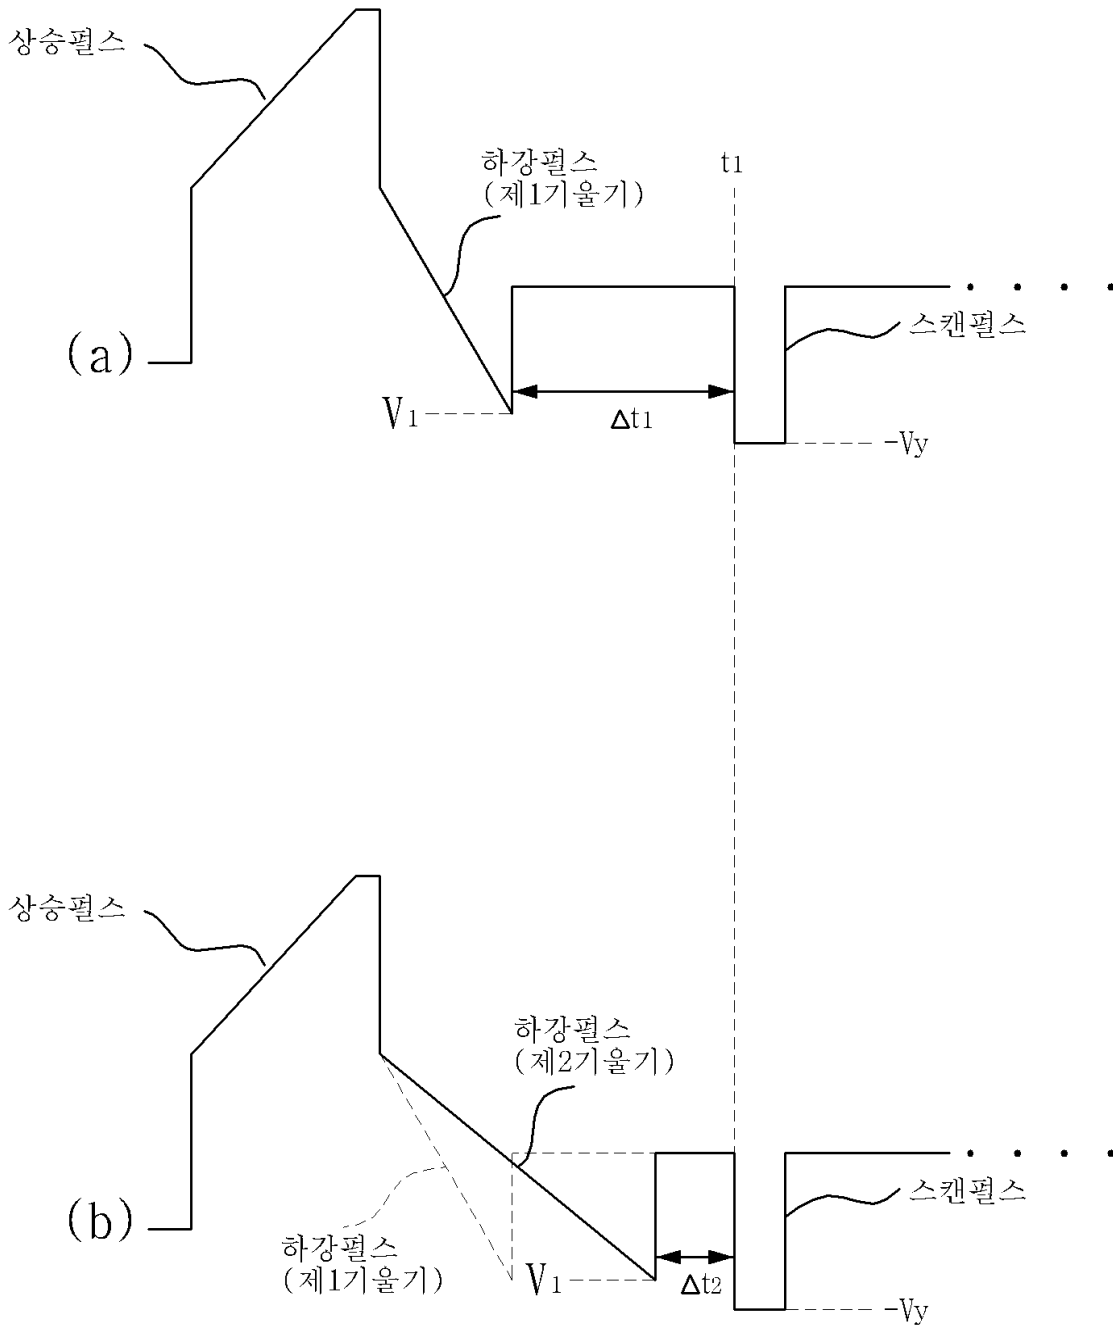 상승펄스
하강펄스
(제1기울기)
t1
스캔펄스
(a)
V1
Δt1
-Vy
상승펄스
하강펄스
(제2기울기)
스캔펄스
(b)
하강펄스
(제1기울기)
V1
Δt2
-Vy